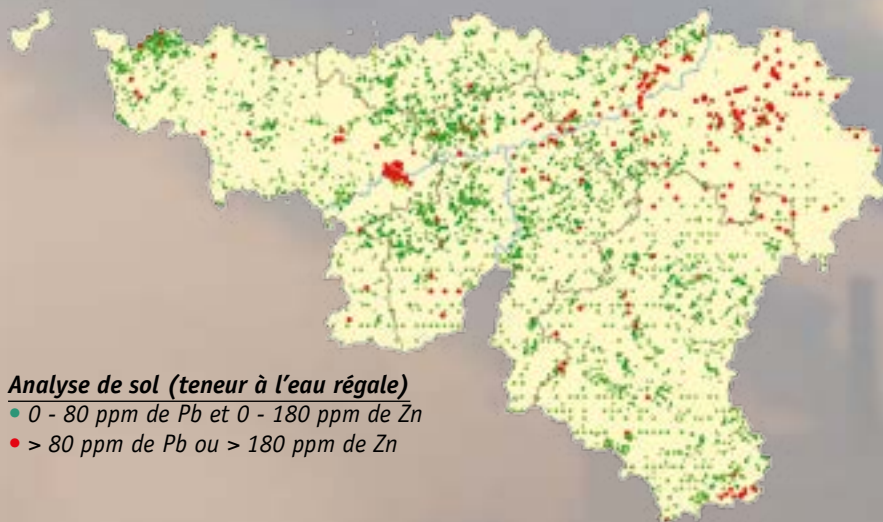 Analyse de sol (teneur à l'eau régale)
0 - 80 ppm de Pb et 0 - 180 ppm de Zn
> 80 ppm de Pb ou > 180 ppm de Zn